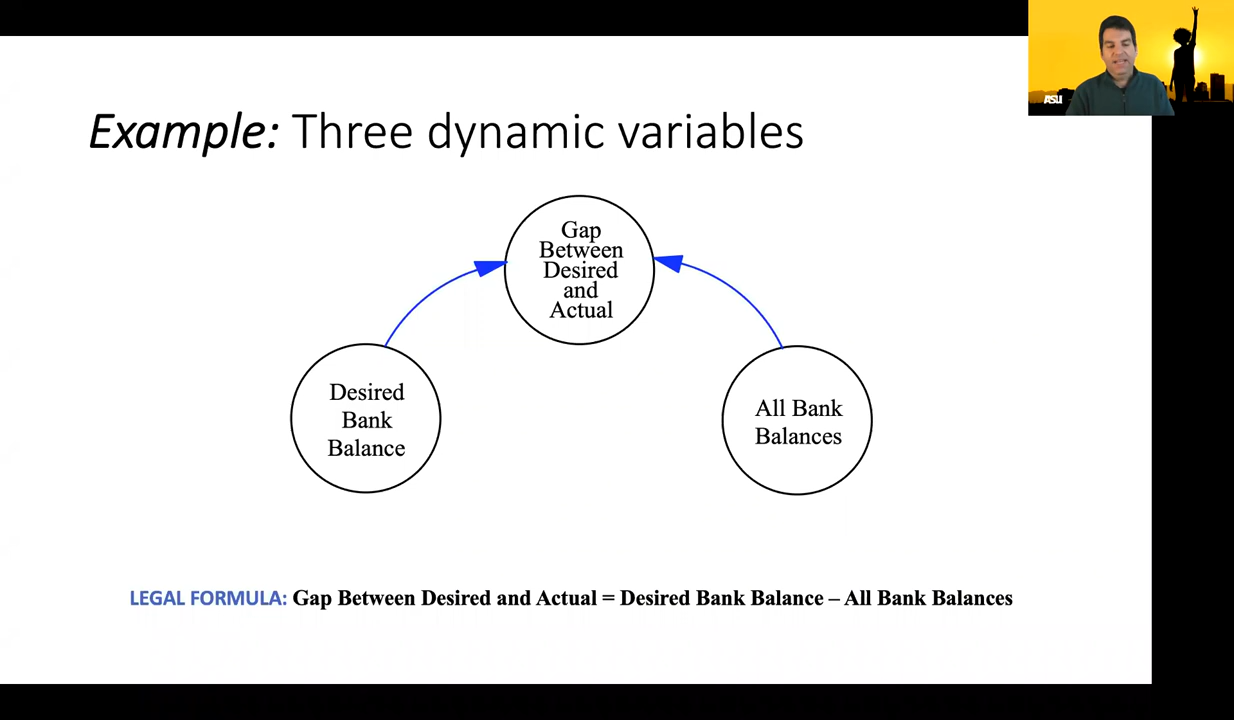 ASU
Example: Three dynamic variables
Gap
Between
Desired
and
Actual
Desired
Bank
Balance
All Bank
Balances
LEGAL FORMULA: Gap Between Desired and Actual = Desired Bank Balance – All Bank Balances